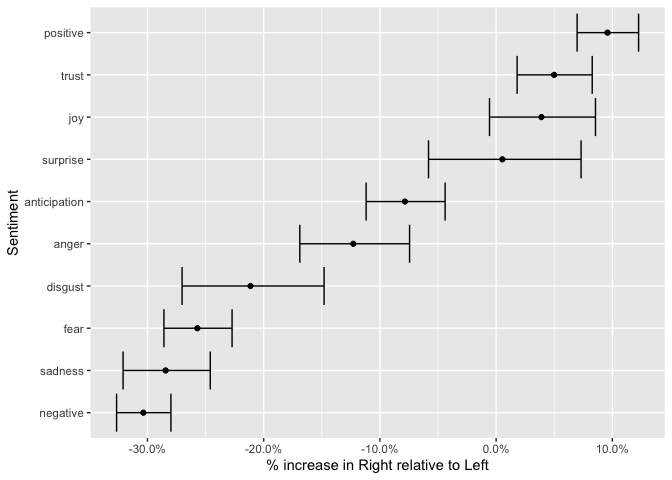 Sentiment
positive
trust
joy
surprise
anticipation
anger
disgust
fear
sadness
negative
-30.0% -20.0% -10.0% 0.0% 10.0%
% increase in Right relative to Left